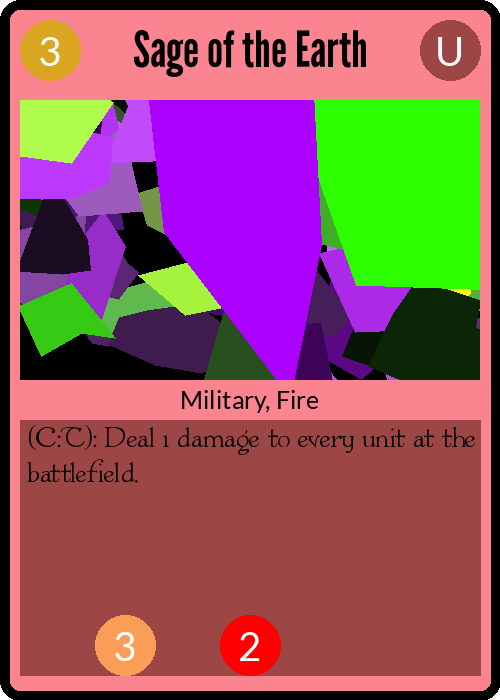 3 Sage of the Earth U
Military, Fire
(C:T): Deal 1 damage to every unit at the
battlefield.
3 2